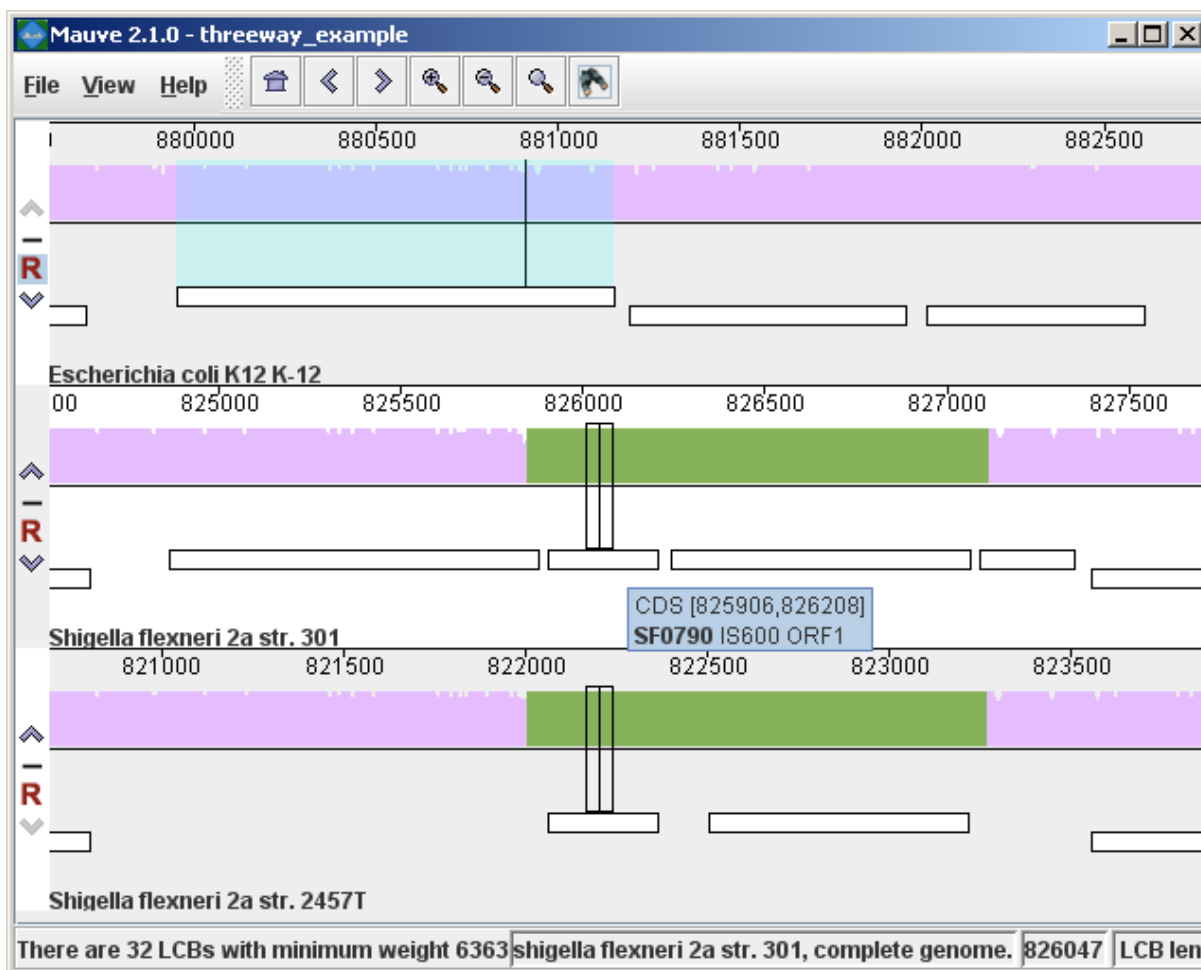 Mauve 2.1.0 - threeway_example
File View Help
880000 880500 881000 881500 882000 882500
R
Escherichia coli K12 K-12
00 825000 825500 826000 826500 827000 827500
R
CDS [825906,826208]
SF0790 IS600 ORF1
Shigella flexneri 2a str. 301
821000 821500 822000 822500 823000 823500
R
Shigella flexneri 2a str. 2457T
There are 32 LCBs with minimum weight 6363 shigella flexneri 2a str. 301, complete genome. 826047 LCB len